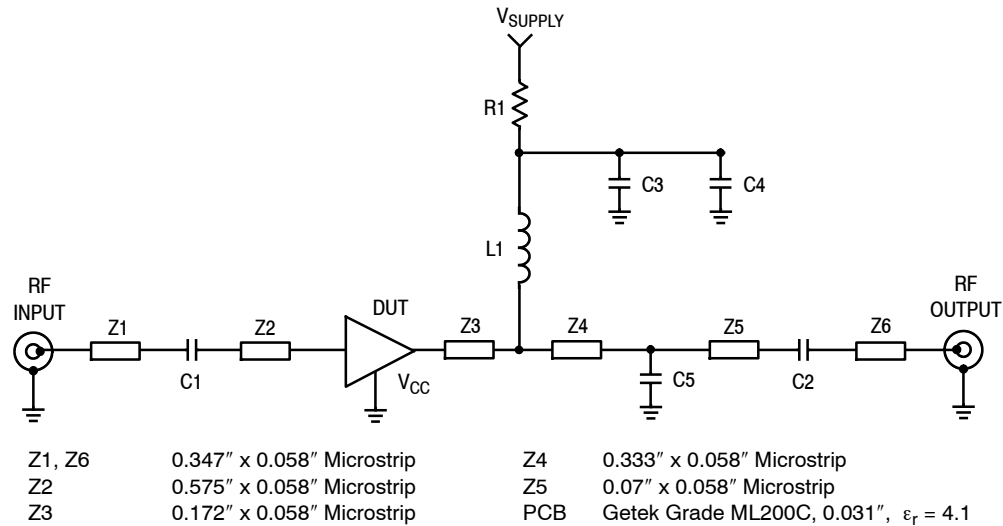 VSUPPLY
R1
C3
C4
L1
RF
INPUT
RF
OUTPUT
DUT
Z1
Z2
Z3
Z4
Z5
Z6
C1
VCC
C5
C2
Z1, Z6 0.347″ x 0.058″ Microstrip
Z2 0.575″ x 0.058″ Microstrip
Z3 0.172″ x 0.058″ Microstrip
Z4 0.333″ x 0.058″ Microstrip
Z5 0.07″ x 0.058″ Microstrip
PCB Getek Grade ML200C, 0.031″, εr = 4.1